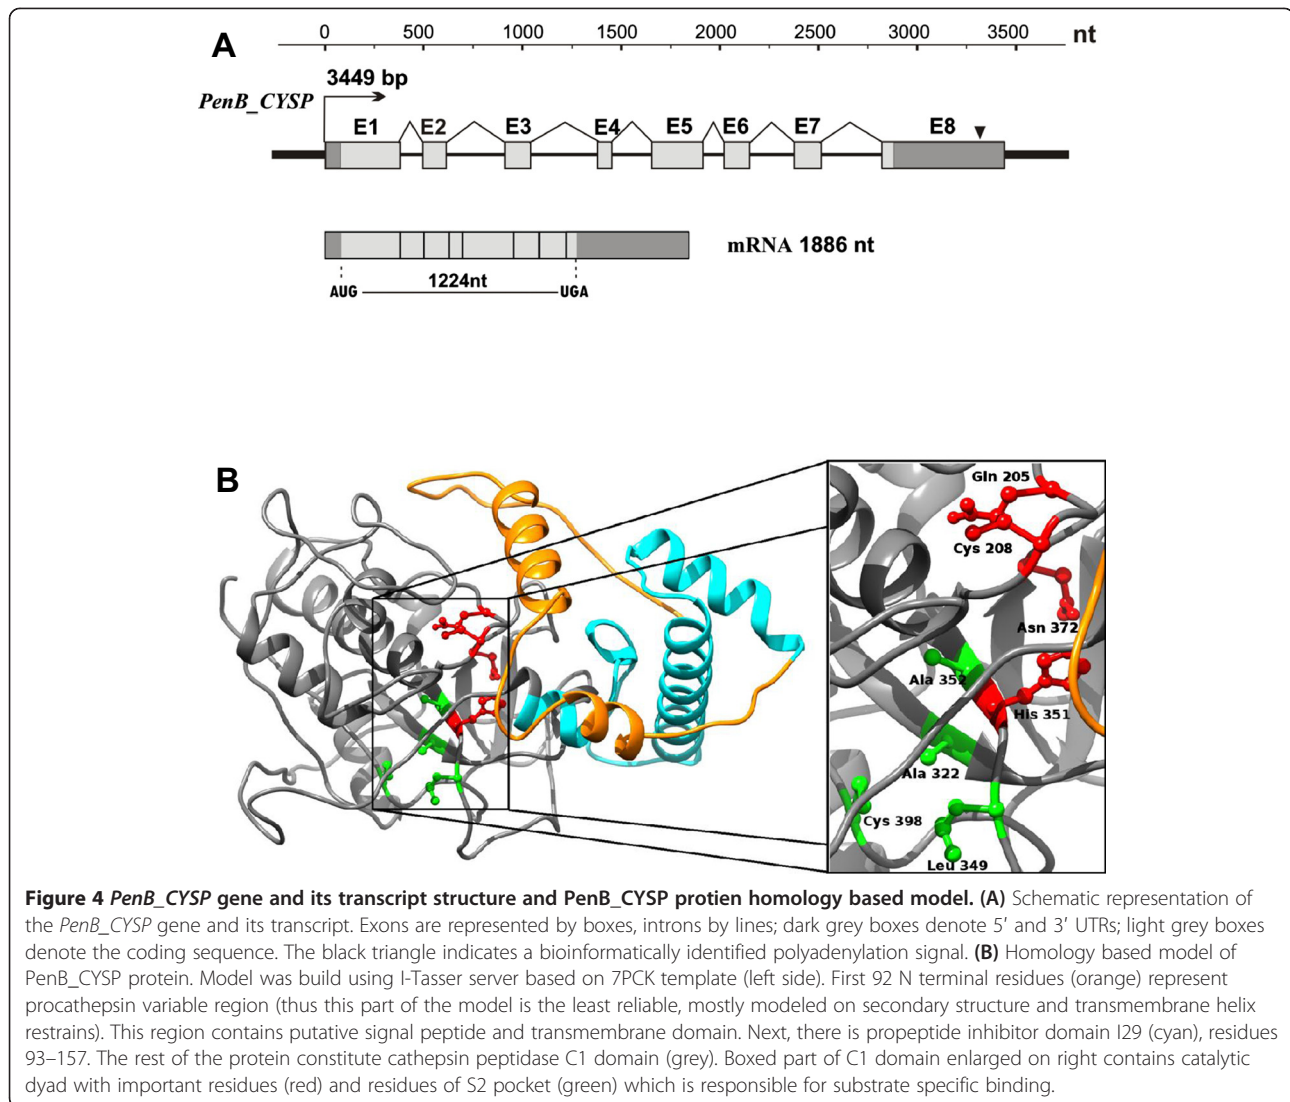 A
0 500 1000 1500 2000 2500 3000 3500 nt
3449 bp
PenB_CYSP
E1 E2 E3 E4 E5 E6 E7 E8
mRNA 1886 nt
1224nt
AUG UGA
B
Gln 205
Cys 208
Asn 372
Ala 352
His 351
Ala 322
Cys 398
Leu 349
Figure 4 PenB_CYSP gene and its transcript structure and PenB_CYSP protien homology based model. (A) Schematic representation of
the PenB_CYSP gene and its transcript. Exons are represented by boxes, introns by lines; dark grey boxes denote 5′ and 3′ UTRs; light grey boxes
denote the coding sequence. The black triangle indicates a bioinformatically identified polyadenylation signal. (B) Homology based model of
PenB_CYSP protein. Model was build using I-Tasser server based on 7PCK template (left side). First 92 N terminal residues (orange) represent
procathepsin variable region (thus this part of the model is the least reliable, mostly modeled on secondary structure and transmembrane helix
restrains). This region contains putative signal peptide and transmembrane domain. Next, there is propeptide inhibitor domain I29 (cyan), residues
93–157. The rest of the protein constitute cathepsin peptidase C1 domain (grey). Boxed part of C1 domain enlarged on right contains catalytic
dyad with important residues (red) and residues of S2 pocket (green) which is responsible for substrate specific binding.